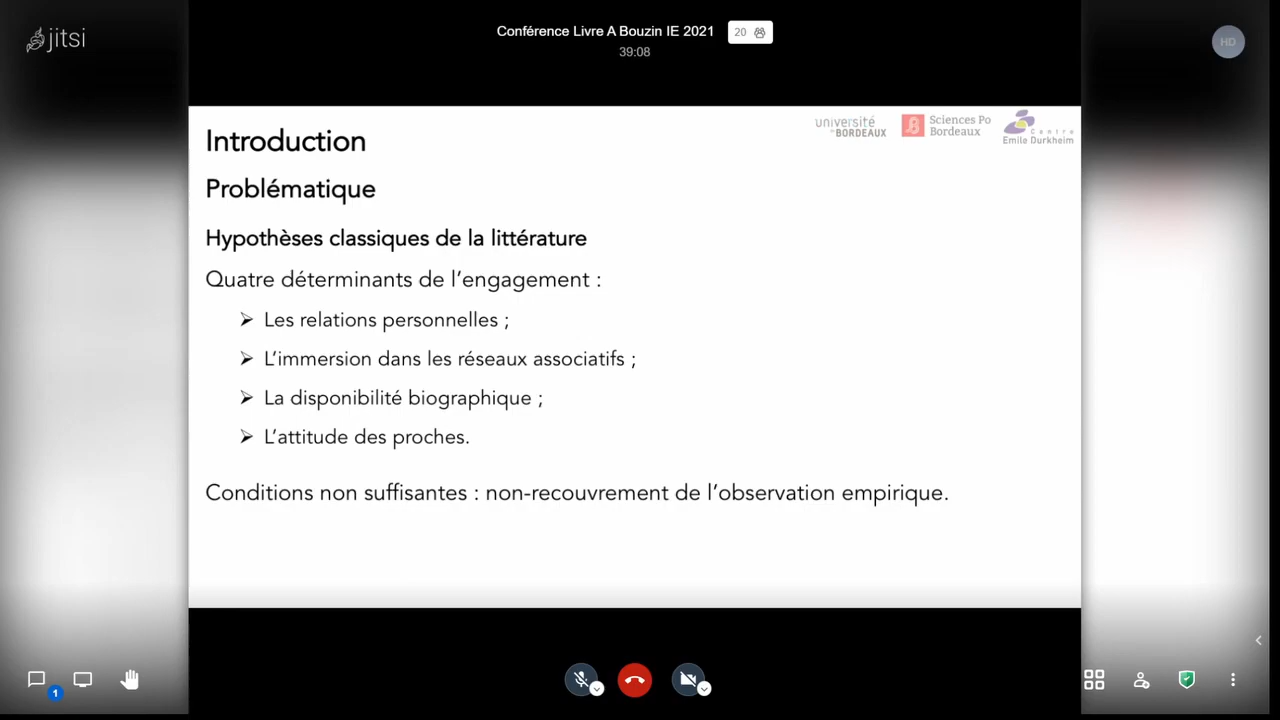 jitsi
Conférence Livre A Bouzin IE 2021
20
39:08
HD
université
de BORDEAUX
Sciences Po
Bordeaux
Centre
Emile Durkheim
Introduction
Problématique
Hypothèses classiques de la littérature
Quatre déterminants de l'engagement :
➢ Les relations personnelles ;
➢ L'immersion dans les réseaux associatifs ;
➢ La disponibilité biographique ;
➢ L'attitude des proches.
Conditions non suffisantes : non-recouvrement de l'observation empirique.
1